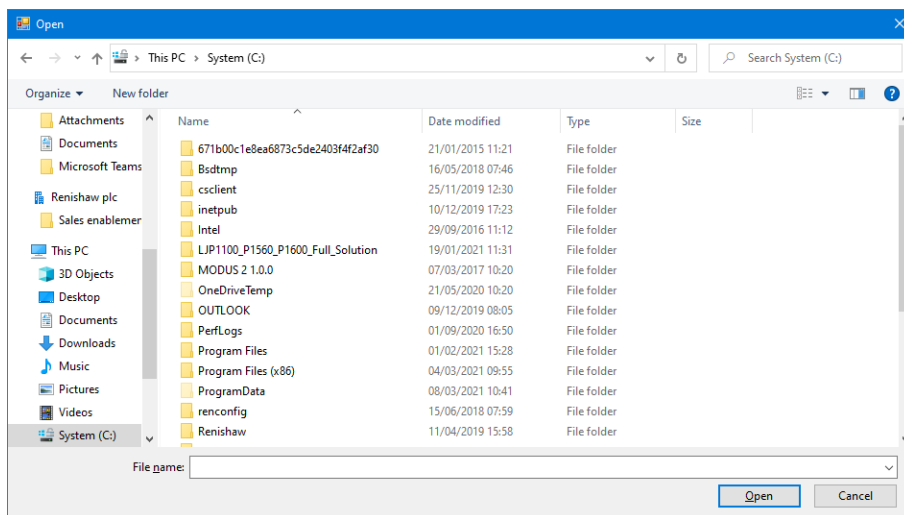 Open
This PC > System (C:)
Search System (C:)
Organize
New folder
Attachments
Documents
Microsoft Teams
Renishaw plc
Sales enablemer
This PC
3D Objects
Desktop
Documents
Downloads
Music
Pictures
Videos
System (C:)
Name Date modified Type Size
671b00c1e8ea6873c5de2403f4f2af30 21/01/2015 11:21 File folder
Bsdtmp 16/05/2018 07:46 File folder
csclient 25/11/2019 12:30 File folder
inetpub 10/12/2019 17:23 File folder
Intel 29/09/2016 11:12 File folder
LJP1100_P1560_P1600_Full_Solution 19/01/2021 11:31 File folder
MODUS 2 1.0.0 07/03/2017 10:20 File folder
OneDriveTemp 21/05/2020 10:20 File folder
OUTLOOK 09/12/2019 08:05 File folder
PerfLogs 01/09/2020 16:50 File folder
Program Files 01/02/2021 15:28 File folder
Program Files (x86) 04/03/2021 09:55 File folder
ProgramData 08/03/2021 10:41 File folder
renconfig 15/06/2018 07:59 File folder
Renishaw 11/04/2019 15:58 File folder
File name:
Open
Cancel